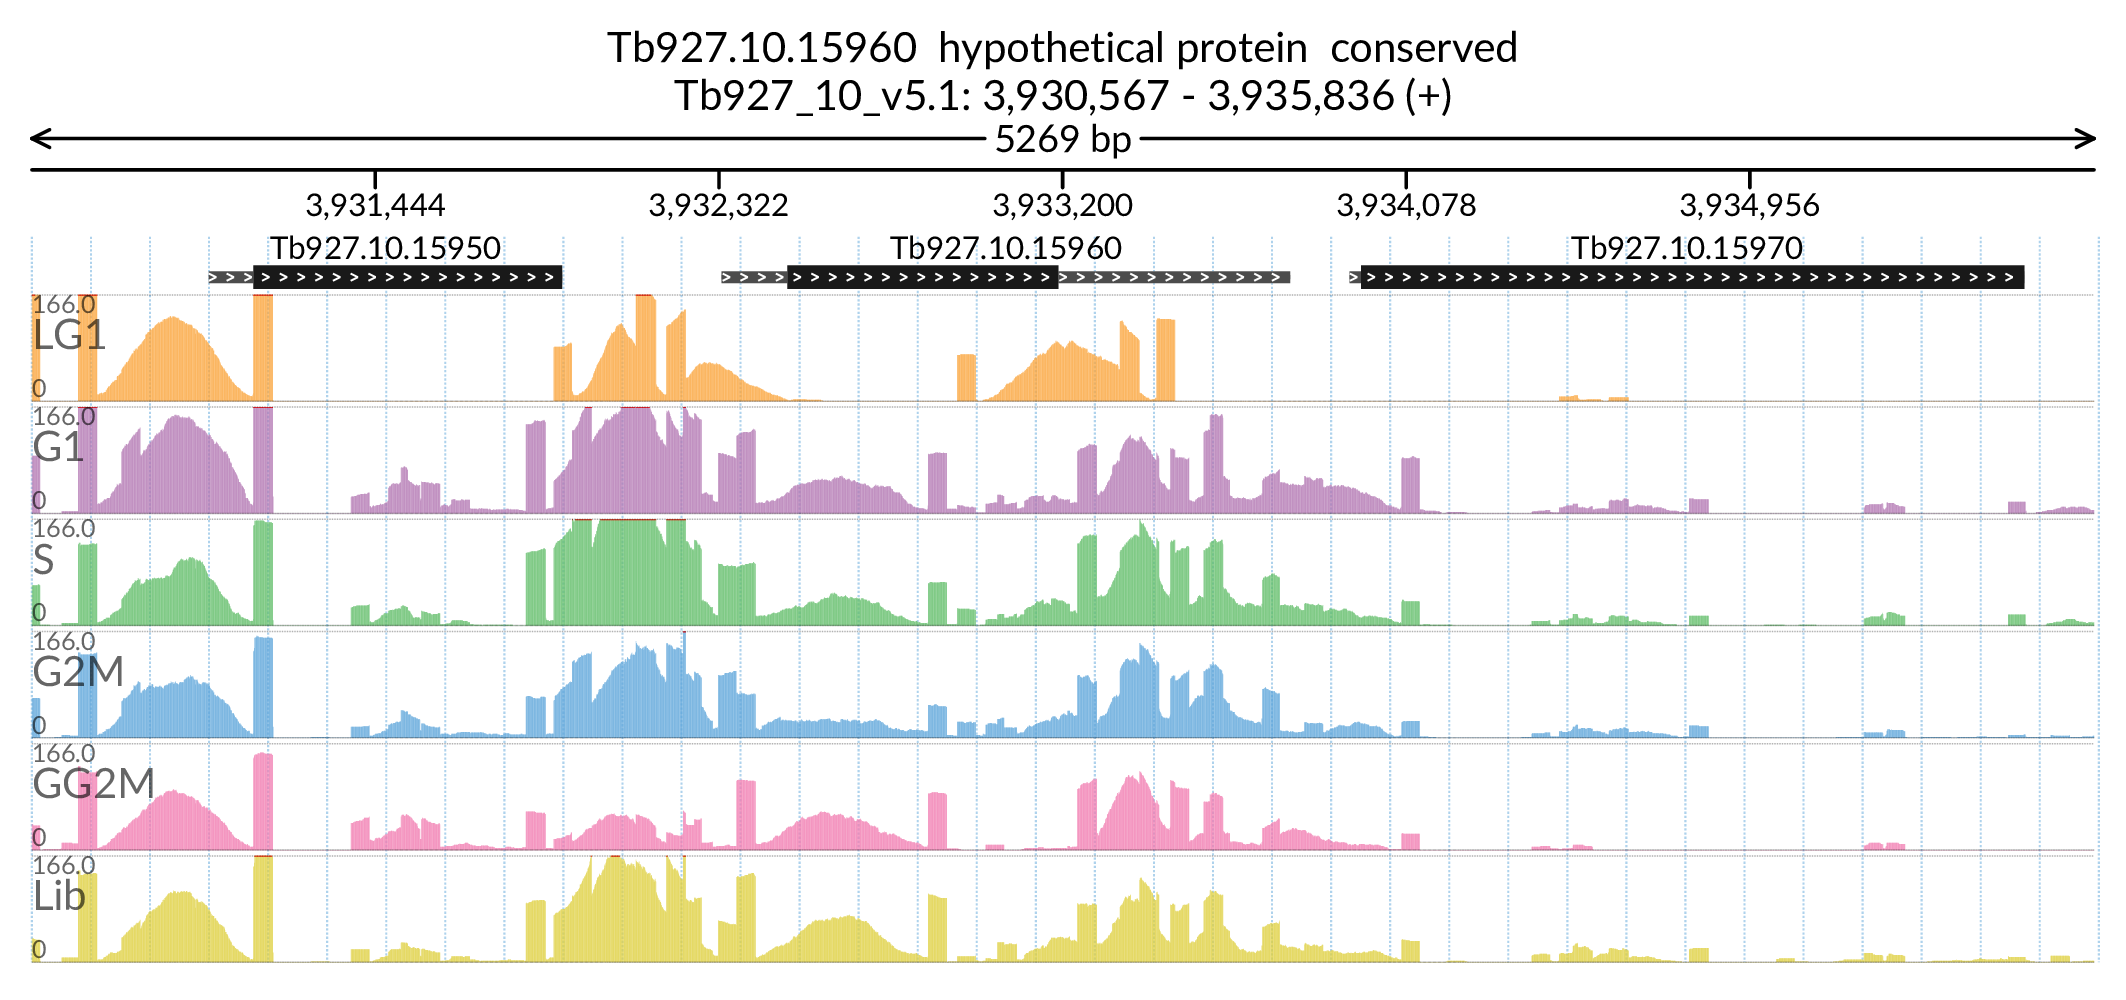 Tb927.10.15960  hypothetical protein  conserved
Tb927_10_v5.1: 3,930,567 - 3,935,836 (+)
5269 bp
3,931,444 3,932,322 3,933,200 3,934,078 3,934,956
Tb927.10.15950 Tb927.10.15960 Tb927.10.15970
166.0
LG1
0
166.0
G1
0
166.0
S
0
166.0
G2M
0
166.0
GG2M
0
166.0
Lib
0